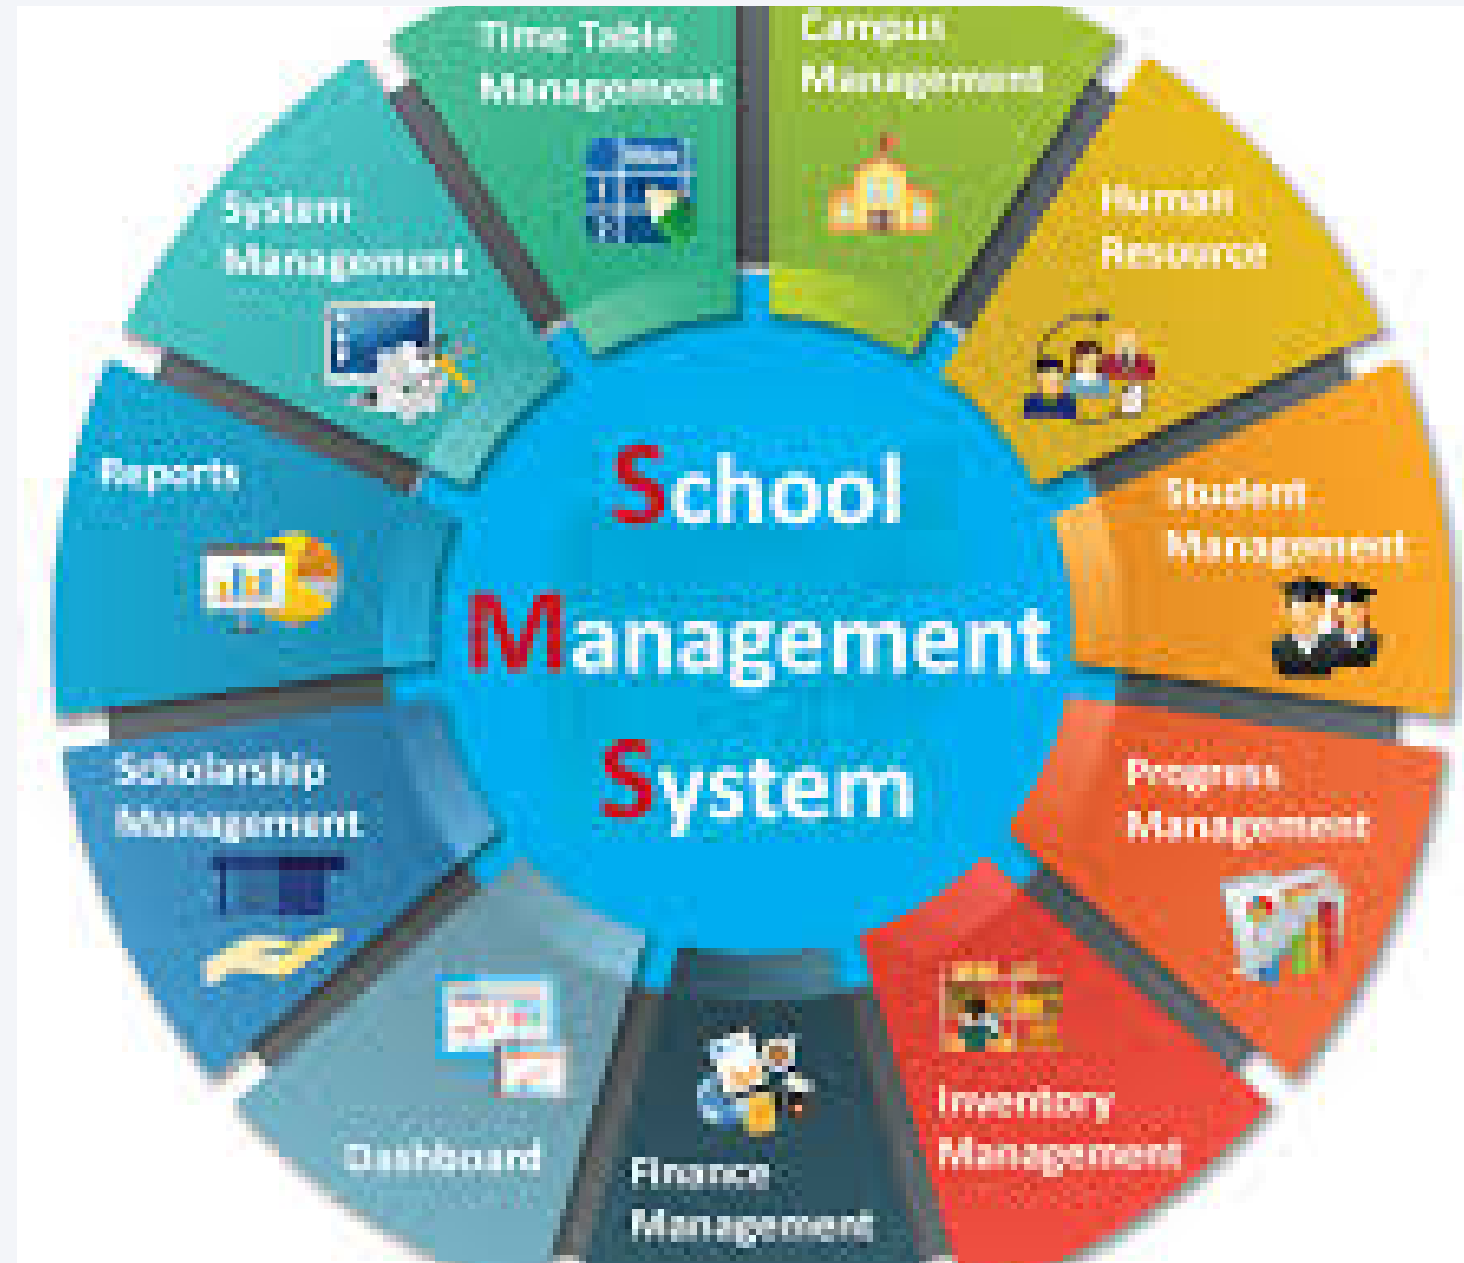 Time Table
Management
Campus
Management
Human
Resource
Student
Management
Progress
Management
Inventory
Management
Finance
Management
Dashboard
Scholarship
Management
Reports
System
Management
School
Management
System